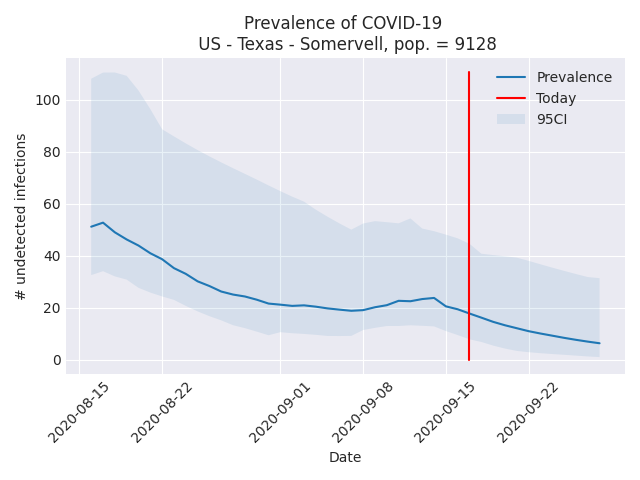 Prevalence of COVID-19
US - Texas - Somervell, pop. = 9128
Prevalence
Today
95CI
# undetected infections
100
80
60
40
20
0
2020-08-15
2020-08-22
2020-09-01
2020-09-08
2020-09-15
2020-09-22
Date